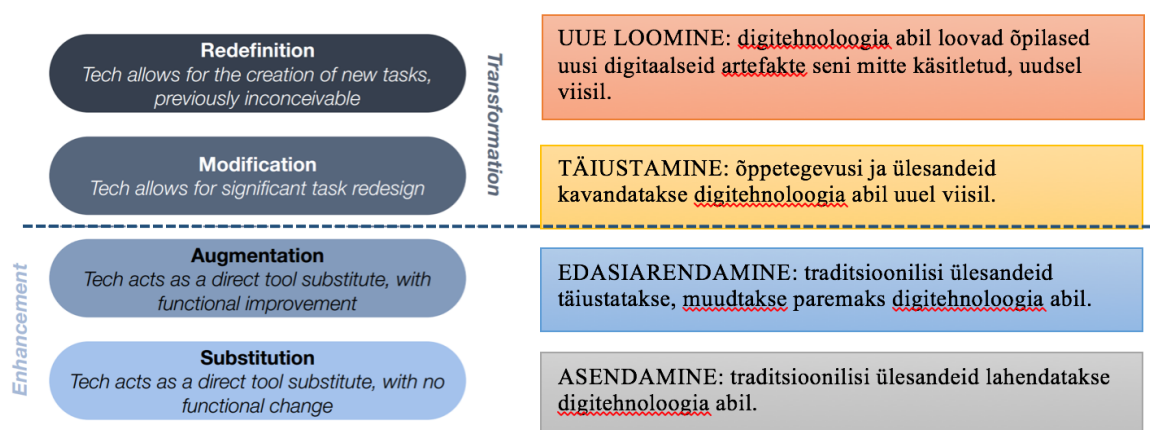 Redefinition
Tech allows for the creation of new tasks,
previously inconceivable
Modification
Tech allows for significant task redesign
Transformation
Augmentation
Tech acts as a direct tool substitute, with
functional improvement
Substitution
Tech acts as a direct tool substitute, with no
functional change
Enhancement
UUE LOOMINE: digitehnoloogia abil loovad õpilased
uusi digitaalseid artefakte seni mitte käsitletud, uudsel
viisil.
TÄIUSTAMINE: õppetegevusi ja ülesandeid
kavandatakse digitehnoloogia abil uuel viisil.
EDASIARENDAMINE: traditsioonilisi ülesandeid
täiustatakse, muudtakse paremaks digitehnoloogia abil.
ASENDAMINE: traditsioonilisi ülesandeid lahendatakse
digitehnoloogia abil.